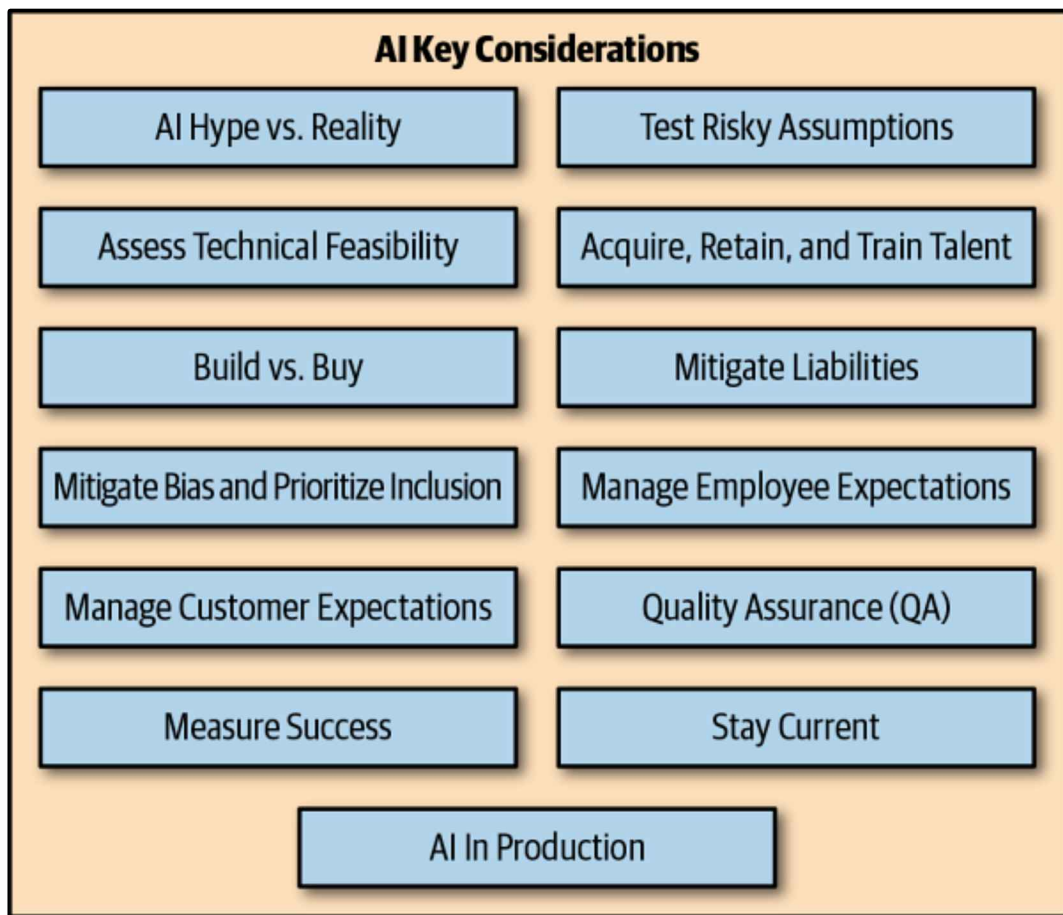 AI Key Considerations
AI Hype vs. Reality
Test Risky Assumptions
Assess Technical Feasibility
Acquire, Retain, and Train Talent
Build vs. Buy
Mitigate Liabilities
Mitigate Bias and Prioritize Inclusion
Manage Employee Expectations
Manage Customer Expectations
Quality Assurance (QA)
Measure Success
Stay Current
AI In Production